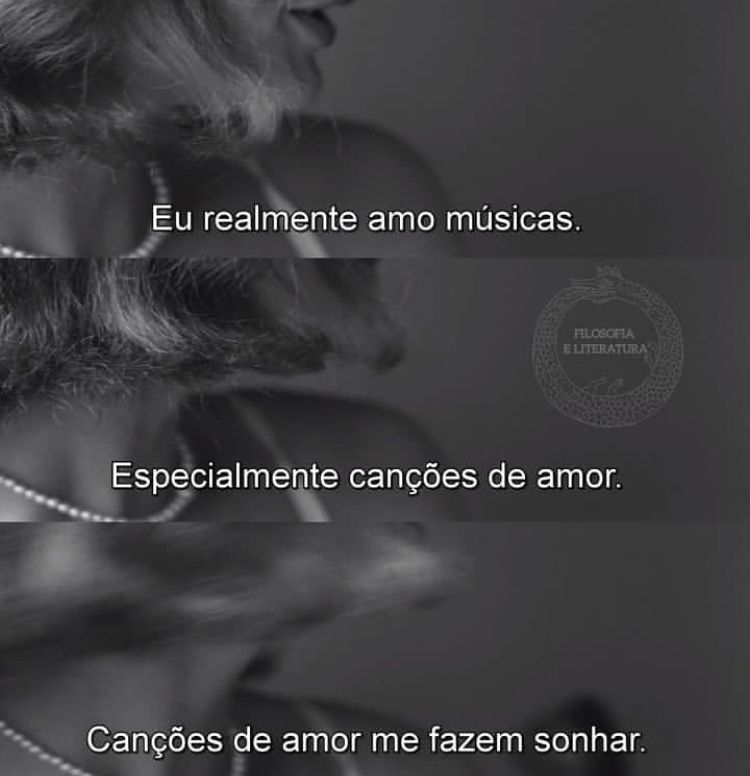 Eu realmente amo músicas.
FILOSOFIA
E LITERATURA
Especialmente canções de amor.
Canções de amor me fazem sonhar.